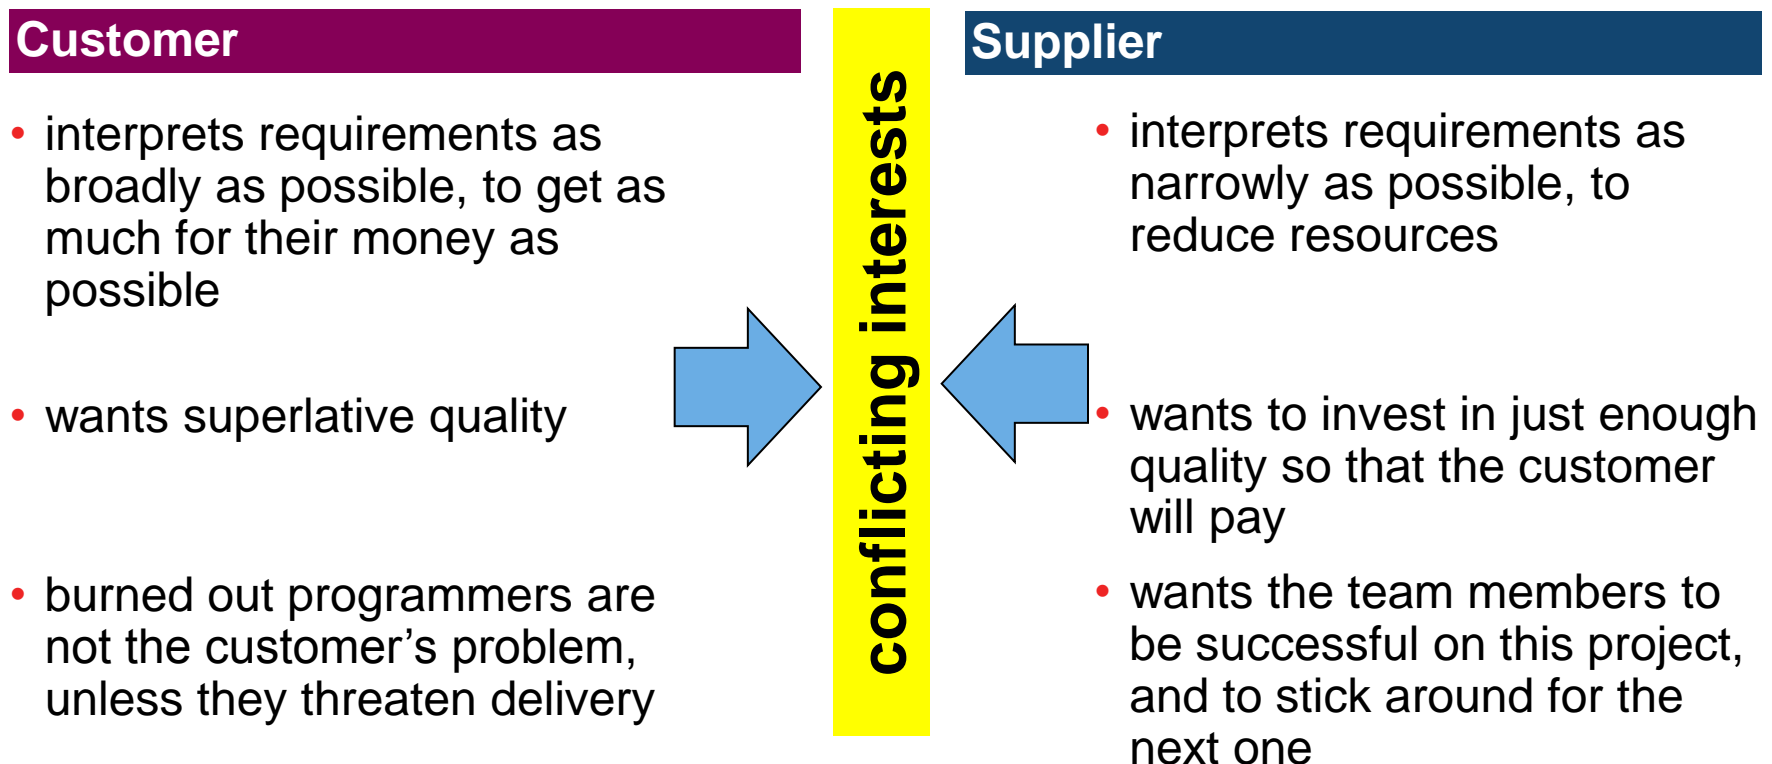 Customer
• interprets requirements as
broadly as possible, to get as
much for their money as
possible
• wants superlative quality
• burned out programmers are
not the customer’s problem,
unless they threaten delivery
conflicting interests
Supplier
• interprets requirements as
narrowly as possible, to
reduce resources
• wants to invest in just enough
quality so that the customer
will pay
• wants the team members to
be successful on this project,
and to stick around for the
next one